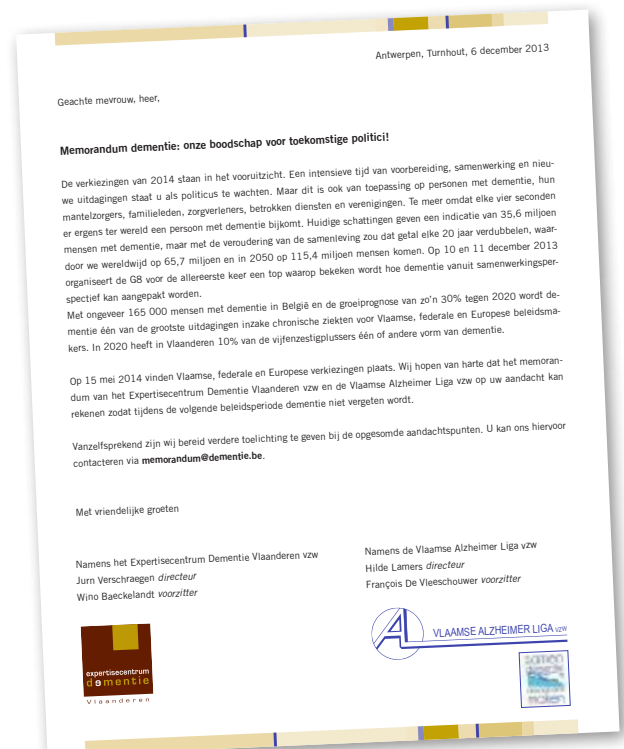 Antwerpen, Turnhout, 6 december 2013
Geachte mevrouw, heer,
Memorandum dementie: onze boodschap voor toekomstige politici!
De verkiezingen van 2014 staan in het vooruitzicht. Een intensieve tijd van voorbereiding, samenwerking en nieu-
we uitdagingen staat u als politicus te wachten. Maar dit is ook van toepassing op personen met dementie, hun
mantelzorgers, familieleden, zorgverleners, betrokken diensten en verenigingen. Te meer omdat elke vier seconden
er ergens ter wereld een persoon met dementie bijkomt. Huidige schattingen geven een indicatie van 35,6 miljoen
mensen met dementie, maar met de veroudering van de samenleving zou dat getal elke 20 jaar verdubbelen, waar-
door we wereldwijd op 65,7 miljoen en in 2050 op 115,4 miljoen mensen komen. Op 10 en 11 december 2013
organiseert de G8 voor de allereerste keer een top waarop bekeken wordt hoe dementie vanuit samenwerkingsper-
spectief kan aangepakt worden.
Met ongeveer 165 000 mensen met dementie in België en de groeiprognose van zo'n 30% tegen 2020 wordt de-
mentie één van de grootste uitdagingen inzake chronische ziekten voor Vlaamse, federale en Europese beleidsma-
kers. In 2020 heeft in Vlaanderen 10% van de vijfenzestigplussers één of andere vorm van dementie.
Op 15 mei 2014 vinden Vlaamse, federale en Europese verkiezingen plaats. Wij hopen van harte dat het memoran-
dum van het Expertisecentrum Dementie Vlaanderen vzw en de Vlaamse Alzheimer Liga vzw op uw aandacht kan
rekenen zodat tijdens de volgende beleidsperiode dementie niet vergeten wordt.
Vanzelfsprekend zijn wij bereid verdere toelichting te geven bij de opgesomde aandachtspunten. U kan ons hiervoor
contacteren via memorandum@dementie.be.
Met vriendelijke groeten
Namens het Expertisecentrum Dementie Vlaanderen vzw
Jurn Verschraegen directeur
Wino Baeckelandt voorzitter
Namens de Vlaamse Alzheimer Liga vzw
Hilde Lamers directeur
François De Vleeschouwer voorzitter
expertisecentrum
dementie
Vlaanderen
VLAAMSE ALZHEIMER LIGA vzw
samen
maken